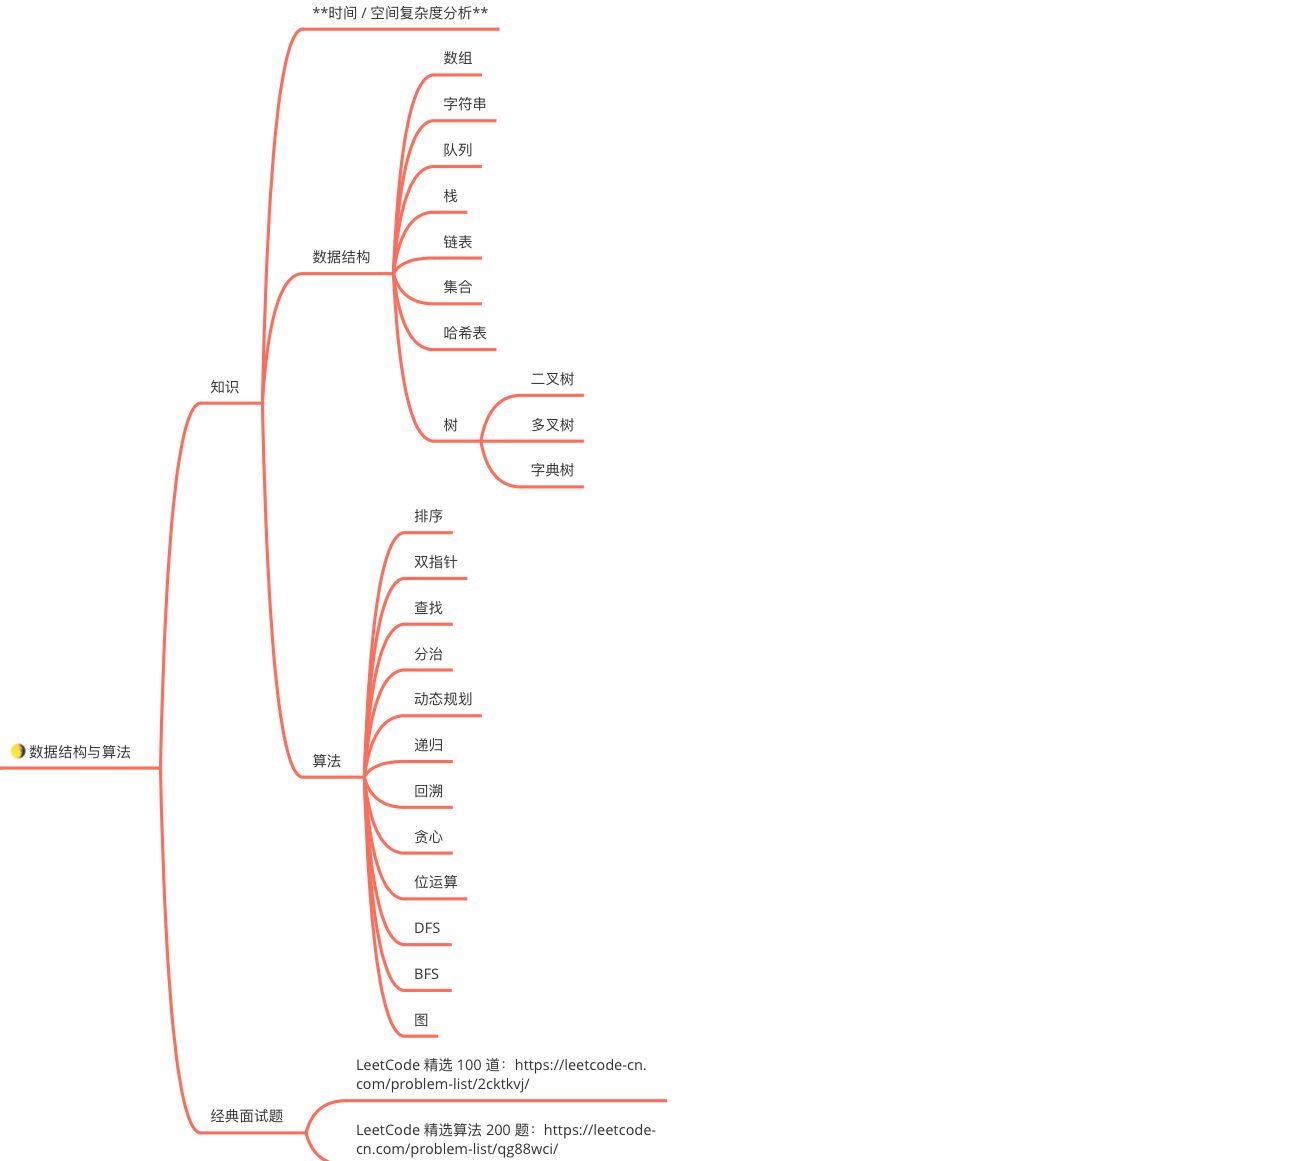 **时间 / 空间复杂度分析**
数组
字符串
队列
栈
链表
数据结构
集合
哈希表
二叉树
知识
树
多叉树
字典树
排序
双指针
查找
分治
动态规划
递归
🌖 数据结构与算法
算法
回溯
贪心
位运算
DFS
BFS
图
LeetCode 精选 100 道：https://leetcode-cn.
com/problem-list/2cktkvj/
经典面试题
LeetCode 精选算法 200 题：https://leetcode-
cn.com/problem-list/qg88wci/